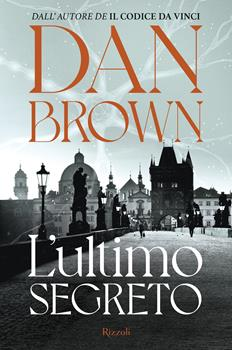 DALL'AUTORE DE IL CODICE DA VINCI
DAN
BROWN
L'ultimo
SEGRETO
Rizzoli